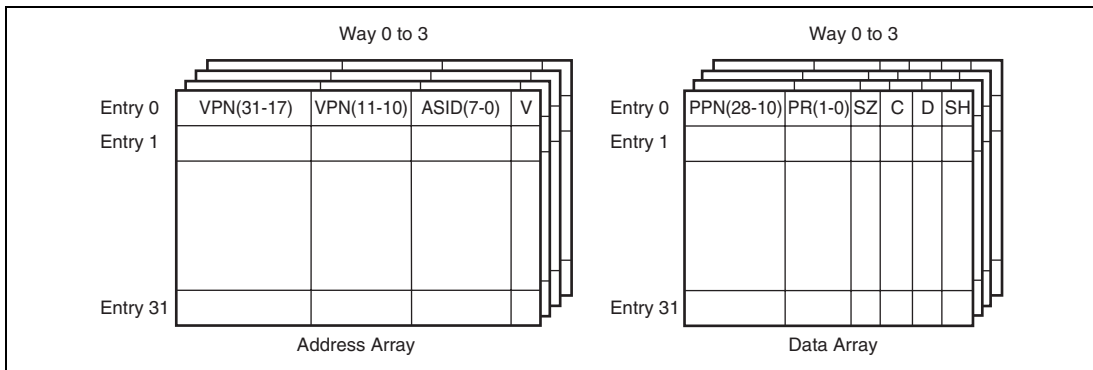 Way 0 to 3
Entry 0 VPN(31-17) VPN(11-10) ASID(7-0) V
Entry 1
Entry 31
Address Array
Way 0 to 3
Entry 0 PPN(28-10) PR(1-0) SZ C D SH
Entry 1
Entry 31
Data Array